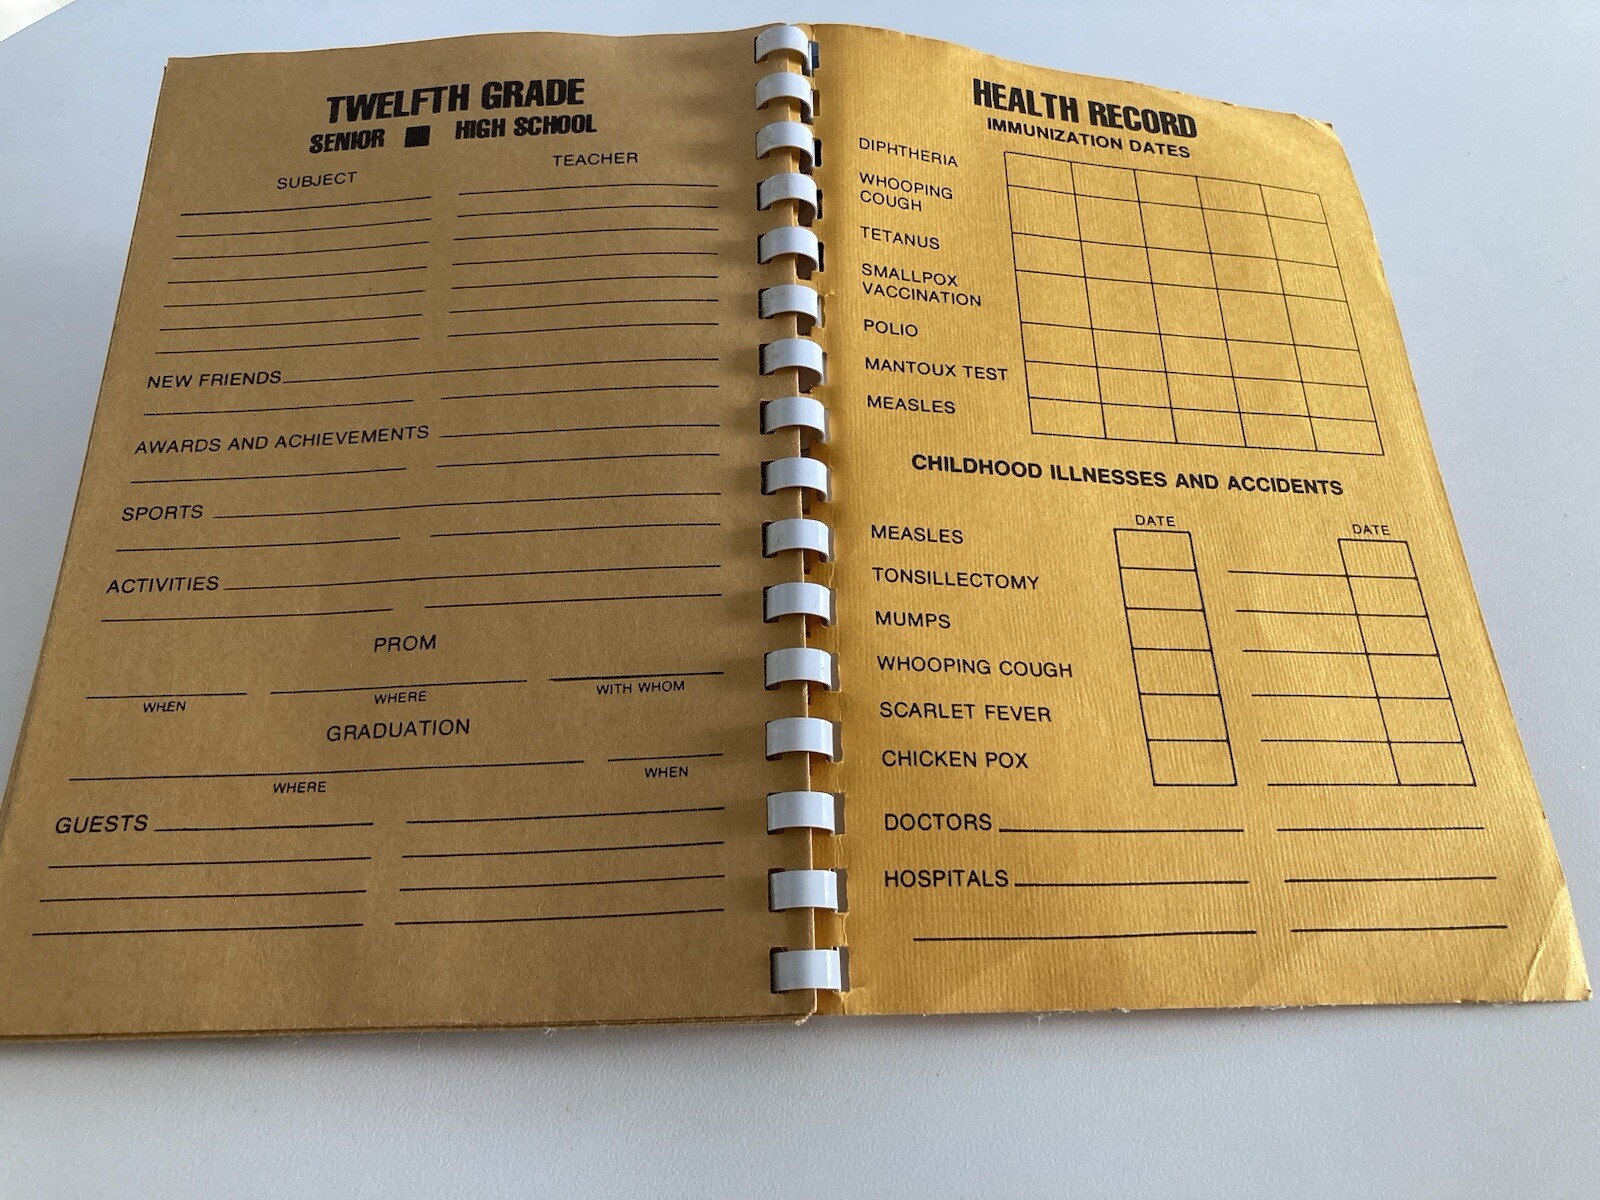 TWELFTH GRADE
SENIOR ■ HIGH SCHOOL
SUBJECT TEACHER
NEW FRIENDS
AWARDS AND ACHIEVEMENTS
SPORTS
ACTIVITIES
PROM
WHEN WHERE WITH WHOM
GRADUATION
WHERE WHEN
GUESTS
HEALTH RECORD
IMMUNIZATION DATES
DIPHTHERIA
WHOOPING
COUGH
TETANUS
SMALLPOX
VACCINATION
POLIO
MANTOUX TEST
MEASLES
CHILDHOOD ILLNESSES AND ACCIDENTS
DATE DATE
MEASLES
TONSILLECTOMY
MUMPS
WHOOPING COUGH
SCARLET FEVER
CHICKEN POX
DOCTORS
HOSPITALS